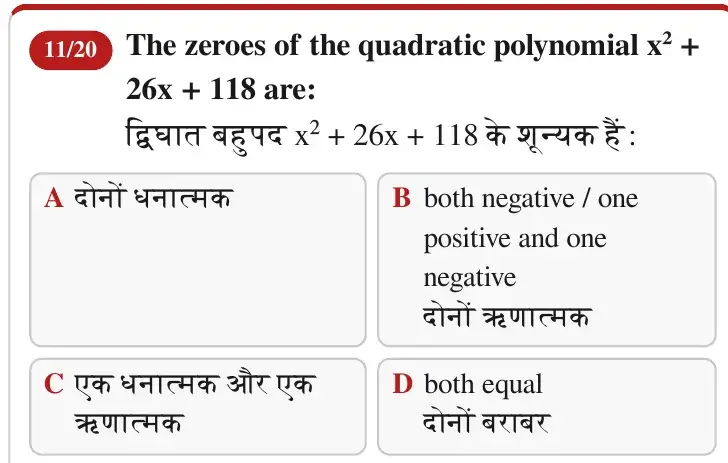 11/20 The zeroes of the quadratic polynomial x² +
26x + 118 are:
द्विघात बहुपद x² + 26x + 118 के शून्यक हैं :
A दोनों धनात्मक
B both negative / one
positive and one
negative
दोनों ऋणात्मक
C एक धनात्मक और एक
ऋणात्मक
D both equal
दोनों बराबर